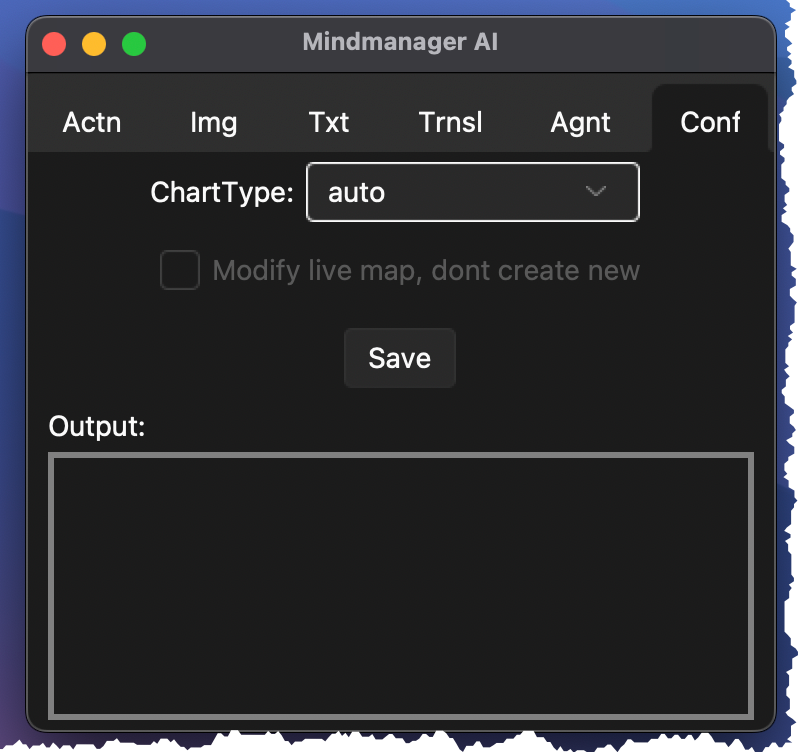 Mindmanager AI
Actn Img Txt Trnsl Agnt Conf
ChartType: auto
Modify live map, dont create new
Save
Output: